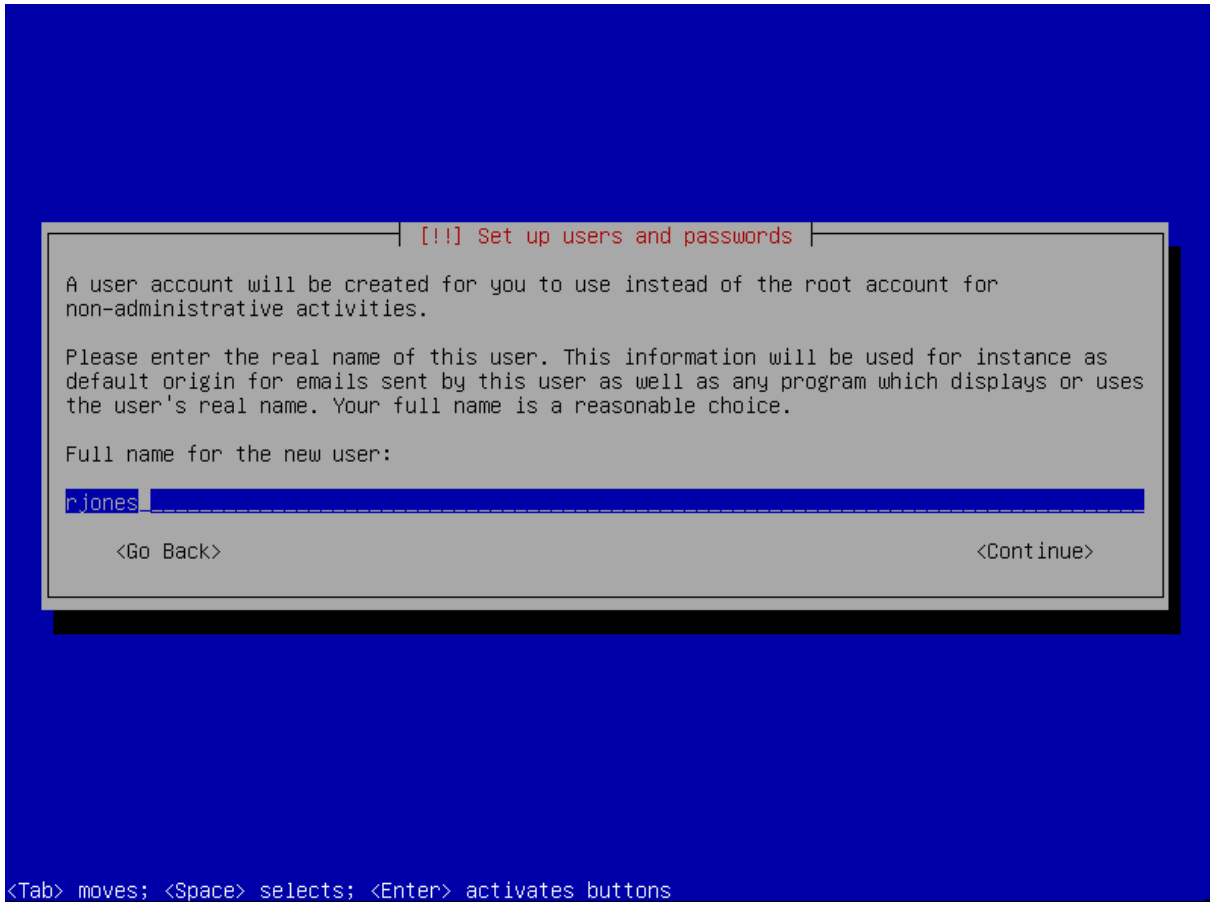 [!!] Set up users and passwords
A user account will be created for you to use instead of the root account for
non-administrative activities.
Please enter the real name of this user. This information will be used for instance as
default origin for emails sent by this user as well as any program which displays or uses
the user's real name. Your full name is a reasonable choice.
Full name for the new user:
rjones
<Go Back> <Continue>
<Tab> moves; <Space> selects; <Enter> activates buttons